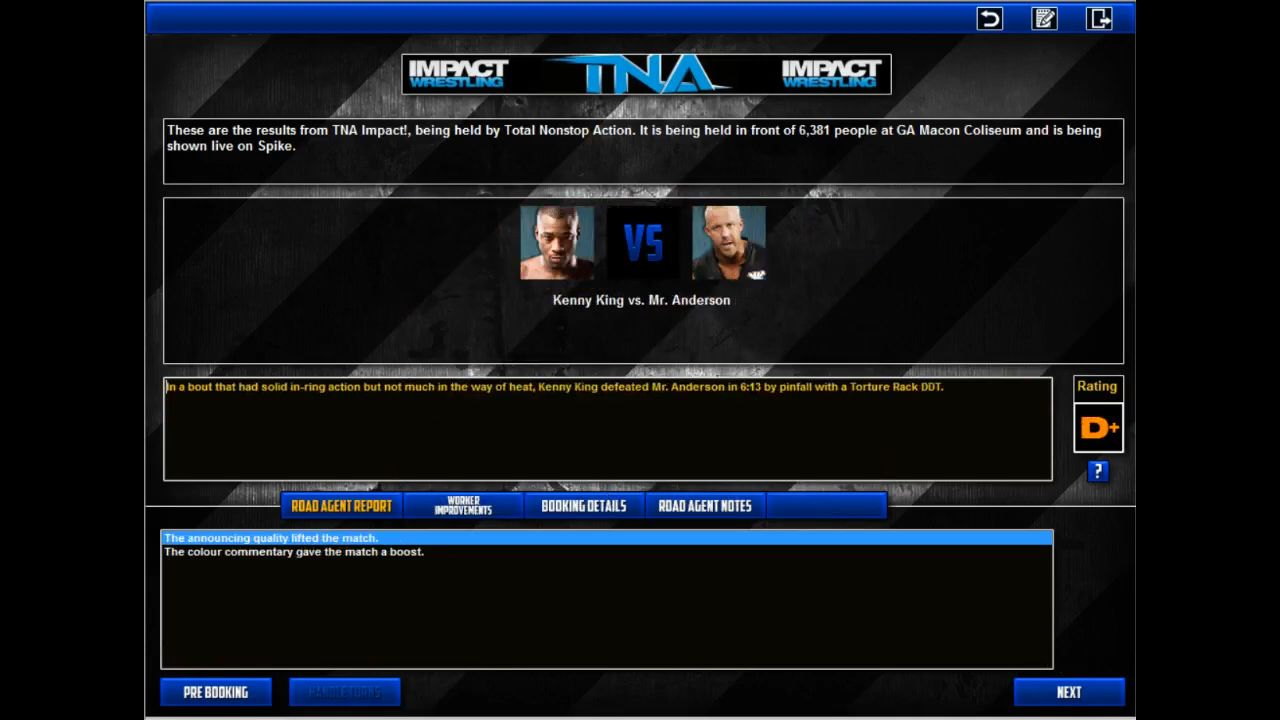 IMPACT WRESTLING TNA IMPACT WRESTLING
These are the results from TNA Impact!, being held by Total Nonstop Action. It is being held in front of 6,381 people at GA Macon Coliseum and is being
shown live on Spike.
VS
Kenny King vs. Mr. Anderson
In a bout that had solid in-ring action but not much in the way of heat, Kenny King defeated Mr. Anderson in 6:13 by pinfall with a Torture Rack DDT.
Rating
D+
?
ROAD AGENT REPORT
WORKER
IMPROVEMENTS
BOOKING DETAILS
ROAD AGENT NOTES
The announcing quality lifted the match.
The colour commentary gave the match a boost.
PRE BOOKING
HANDLE TURNS
NEXT